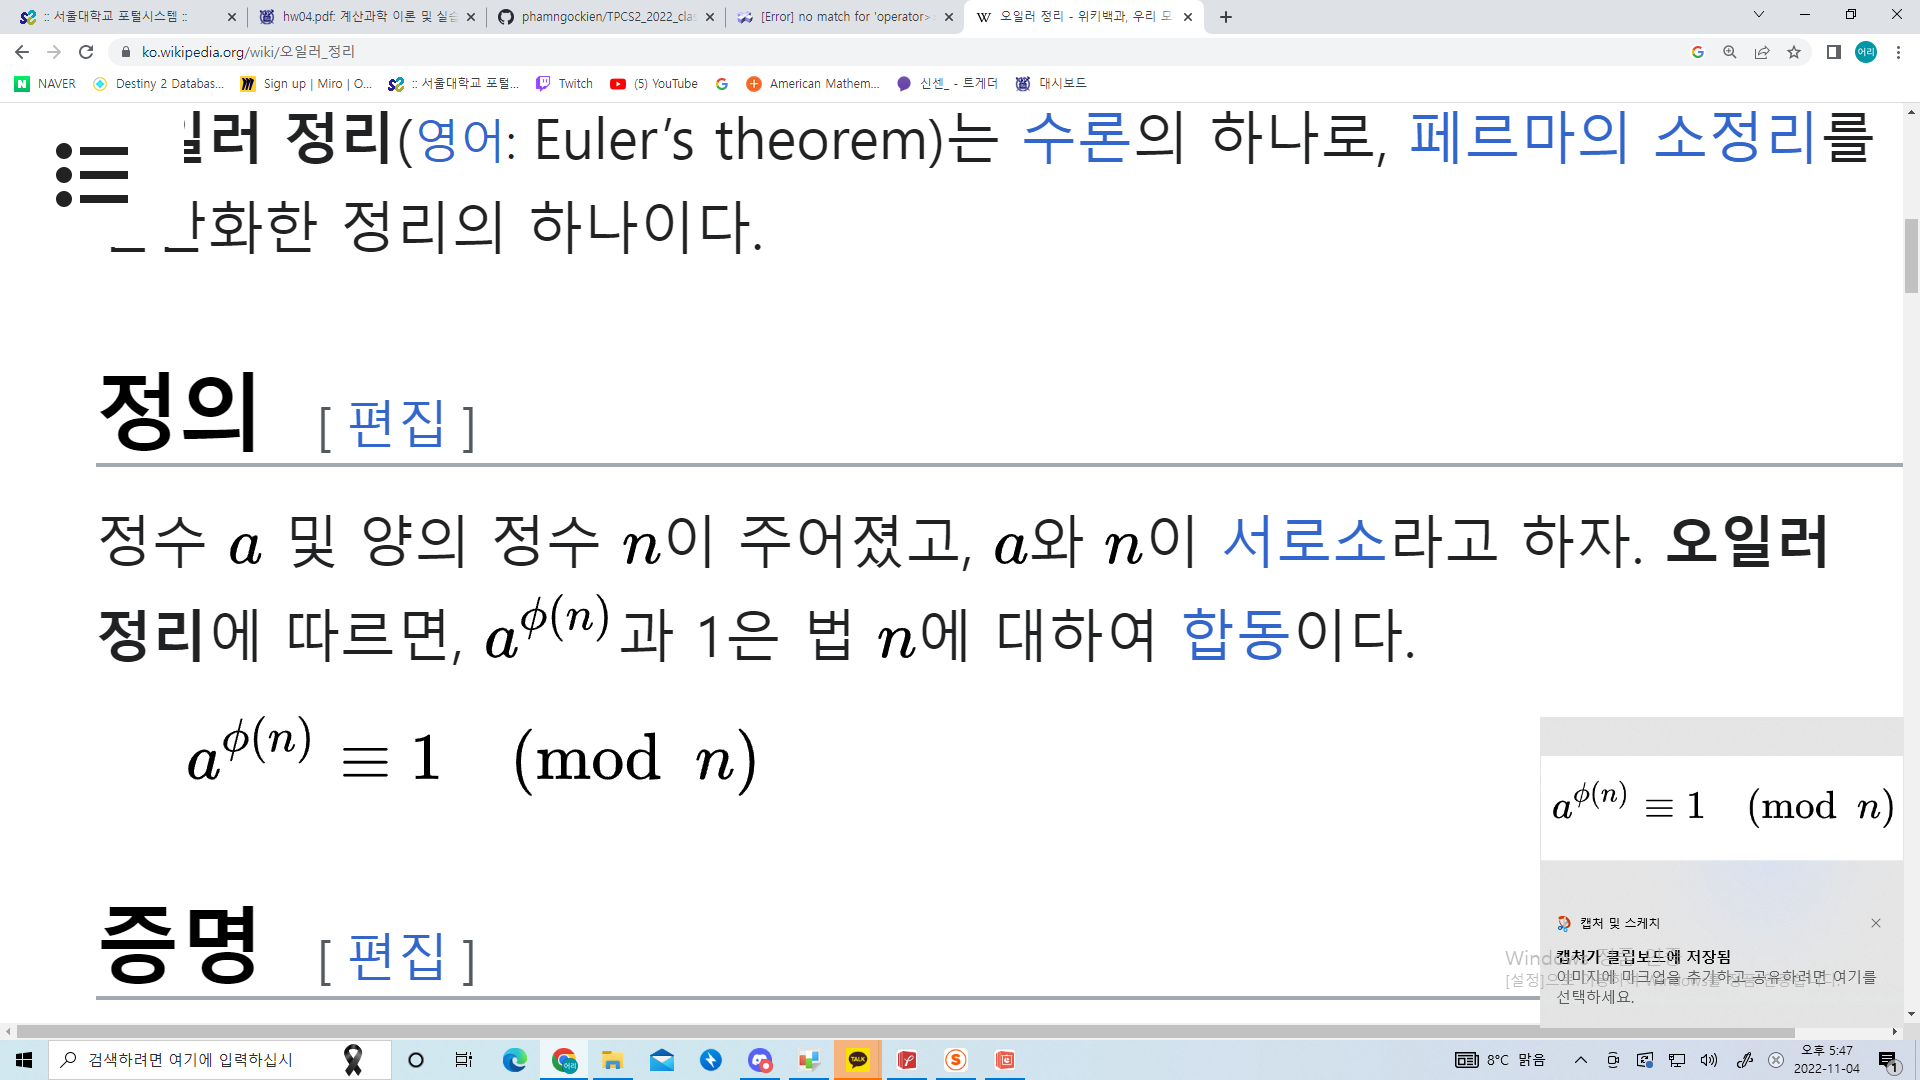 :: 서울대학교 포털시스템 ::
hw04.pdf: 계산과학 이론 및 실습
phamngockien/TPCS2_2022_clas
[Error] no match for 'operator>
오일러 정리 - 위키백과, 우리 모
ko.wikipedia.org/wiki/오일러_정리
어리
NAVER
Destiny 2 Databas...
Sign up | Miro | O...
:: 서울대학교 포털...
Twitch
(5) YouTube
American Mathem...
신센_ - 트게더
대시보드
러 정리(영어: Euler's theorem)는 수론의 하나로, 페르마의 소정리를
화한 정리의 하나이다.
정의 [ 편집 ]
정수 a 및 양의 정수 n이 주어졌고, a와 n이 서로소라고 하자. 오일러
정리에 따르면, a^ϕ(n)과 1은 법 n에 대하여 합동이다.
a^ϕ(n) ≡ 1 (mod n)
a^ϕ(n) ≡ 1 (mod n)
증명 [ 편집 ]
캡처 및 스케치
캡처가 클립보드에 저장됨
이미지에 마크업을 추가하고 공유하려면 여기를
선택하세요.
검색하려면 여기에 입력하십시
어리
TALK
8°C 맑음
오후 5:47
2022-11-04
1